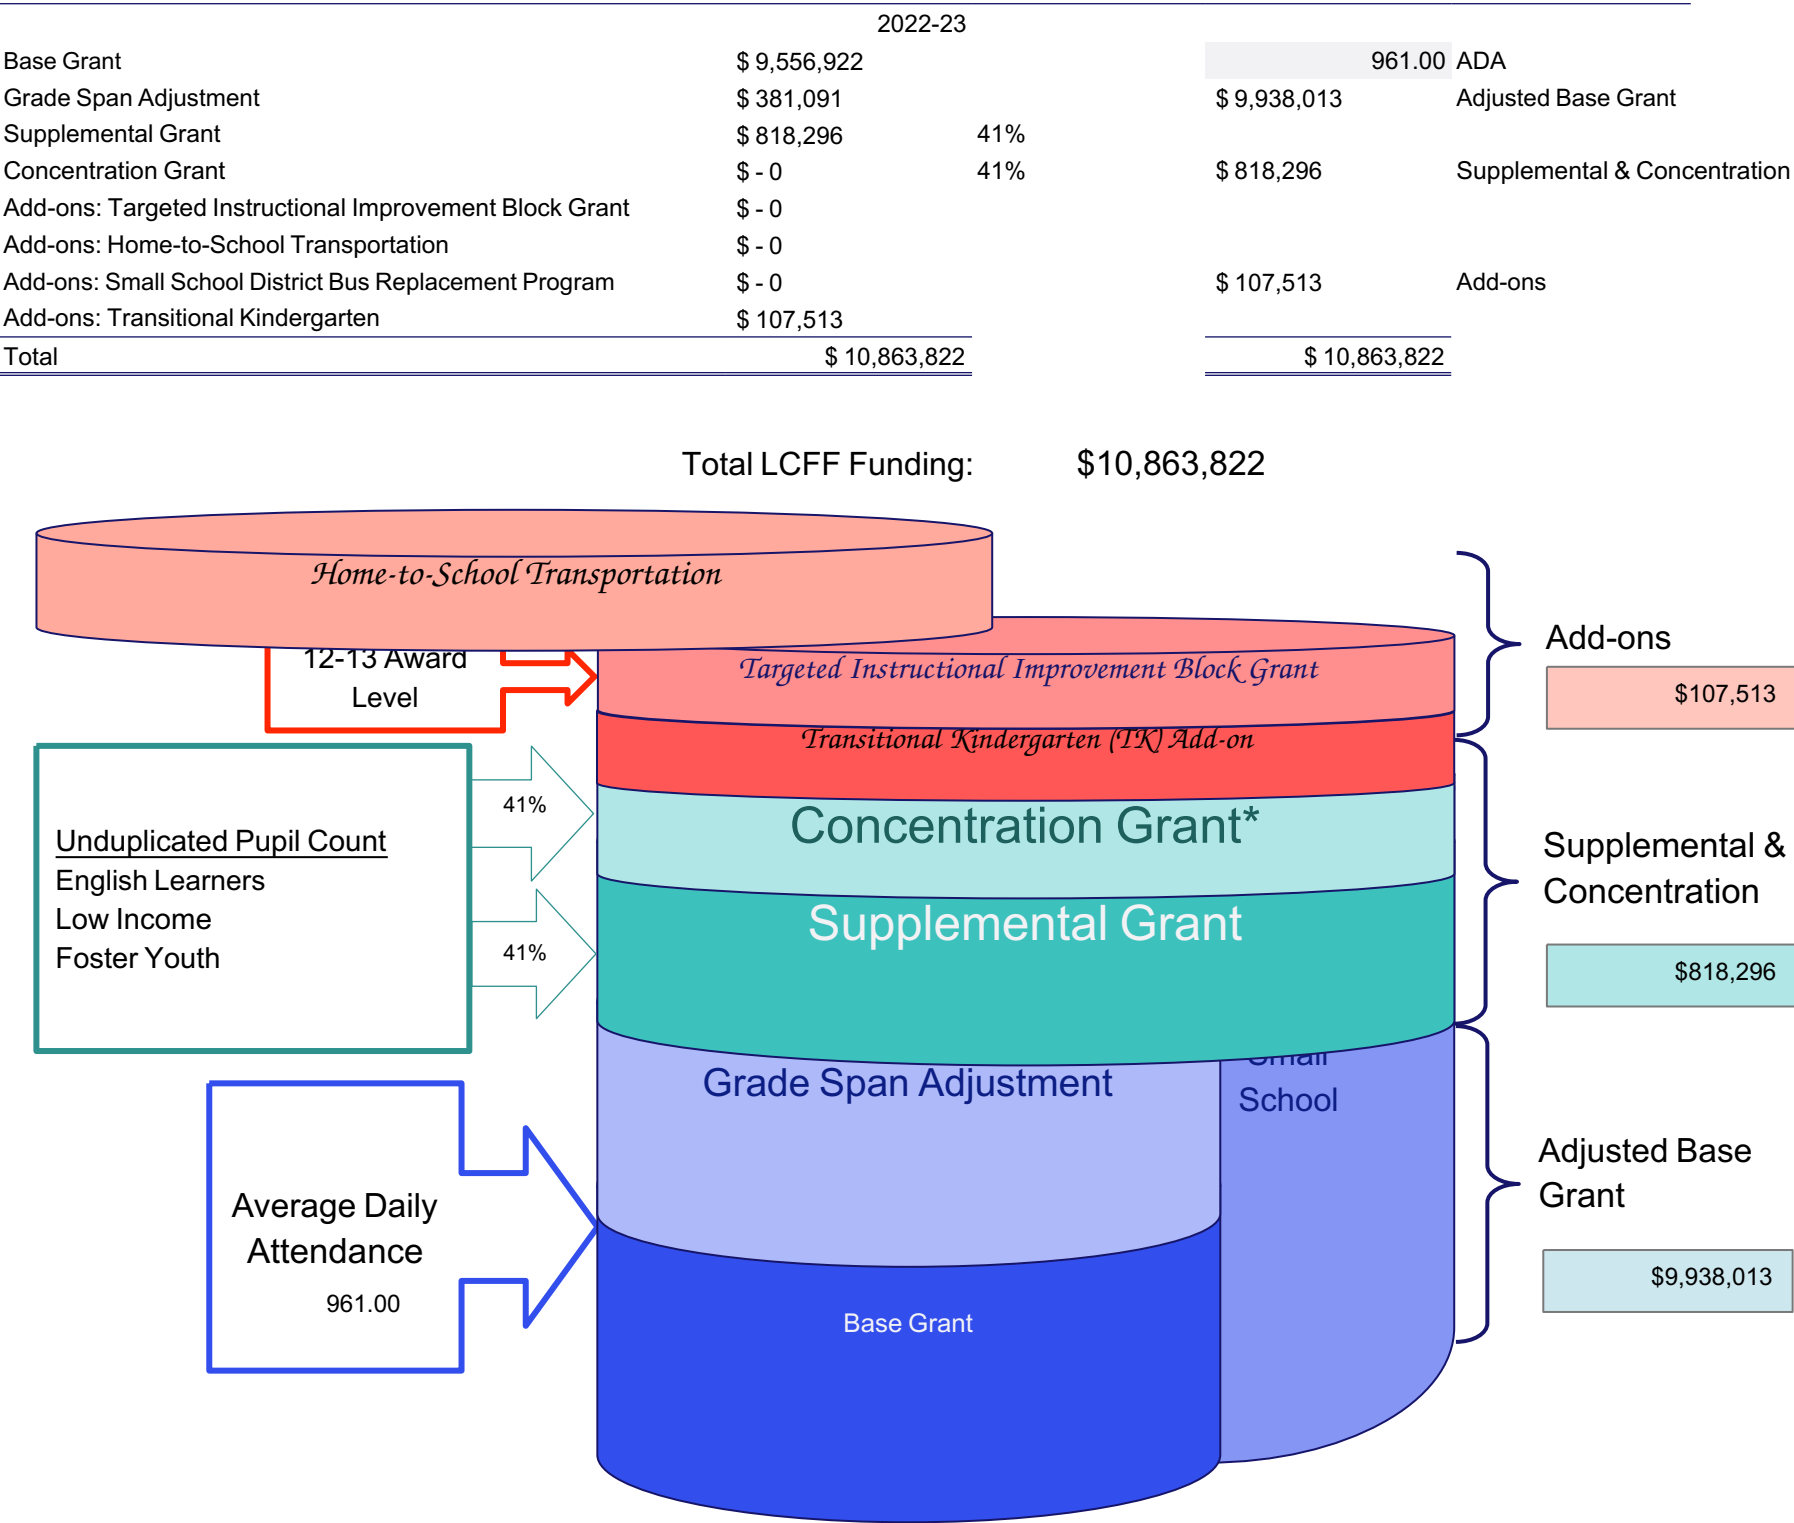 2022-23
Base Grant $ 9,556,922 961.00 ADA
Grade Span Adjustment $ 381,091 $ 9,938,013 Adjusted Base Grant
Supplemental Grant $ 818,296 41%
Concentration Grant $ - 0 41% $ 818,296 Supplemental & Concentration
Add-ons: Targeted Instructional Improvement Block Grant $ - 0
Add-ons: Home-to-School Transportation $ - 0
Add-ons: Small School District Bus Replacement Program $ - 0 $ 107,513 Add-ons
Add-ons: Transitional Kindergarten $ 107,513
Total $ 10,863,822 $ 10,863,822
Total LCFF Funding: $10,863,822
Home-to-School Transportation
12-13 Award
Level
Targeted Instructional Improvement Block Grant
Transitional Kindergarten (TK) Add-on
Add-ons
$107,513
41%
Concentration Grant*
Unduplicated Pupil Count
English Learners
Low Income
Foster Youth
41%
Supplemental Grant
Supplemental &
Concentration
$818,296
Grade Span Adjustment
Small
School
Average Daily
Attendance
961.00
Base Grant
Adjusted Base
Grant
$9,938,013